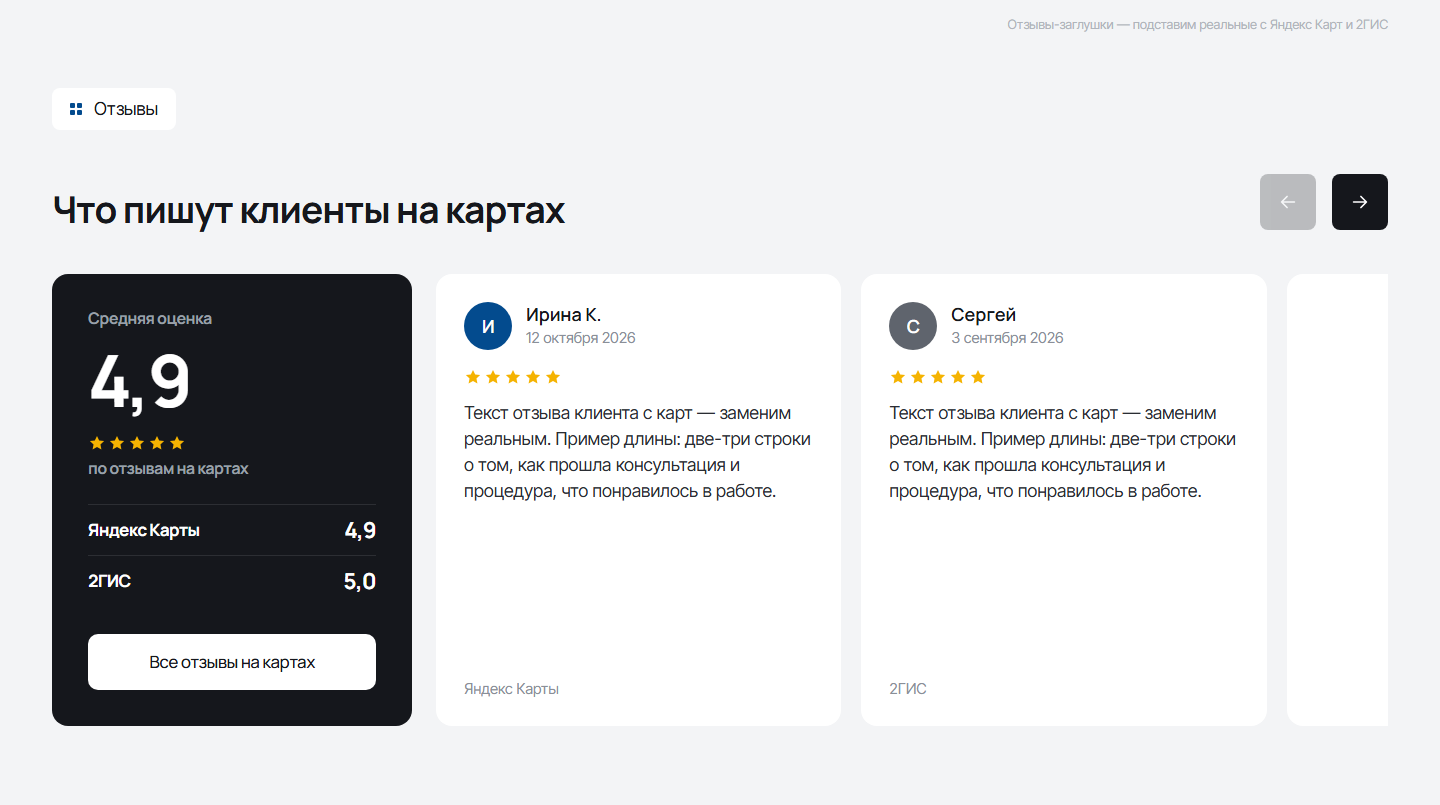 Отзывы-заглушки — подставим реальные с Яндекс Карт и 2ГИС
Отзывы
Что пишут клиенты на картах
Средняя оценка
4,9
по отзывам на картах
Яндекс Карты 4,9
2ГИС 5,0
Все отзывы на картах
И
Ирина К.
12 октября 2026
Текст отзыва клиента с карт — заменим
реальным. Пример длины: две-три строки
о том, как прошла консультация и
процедура, что понравилось в работе.
Яндекс Карты
С
Сергей
3 сентября 2026
Текст отзыва клиента с карт — заменим
реальным. Пример длины: две-три строки
о том, как прошла консультация и
процедура, что понравилось в работе.
2ГИС